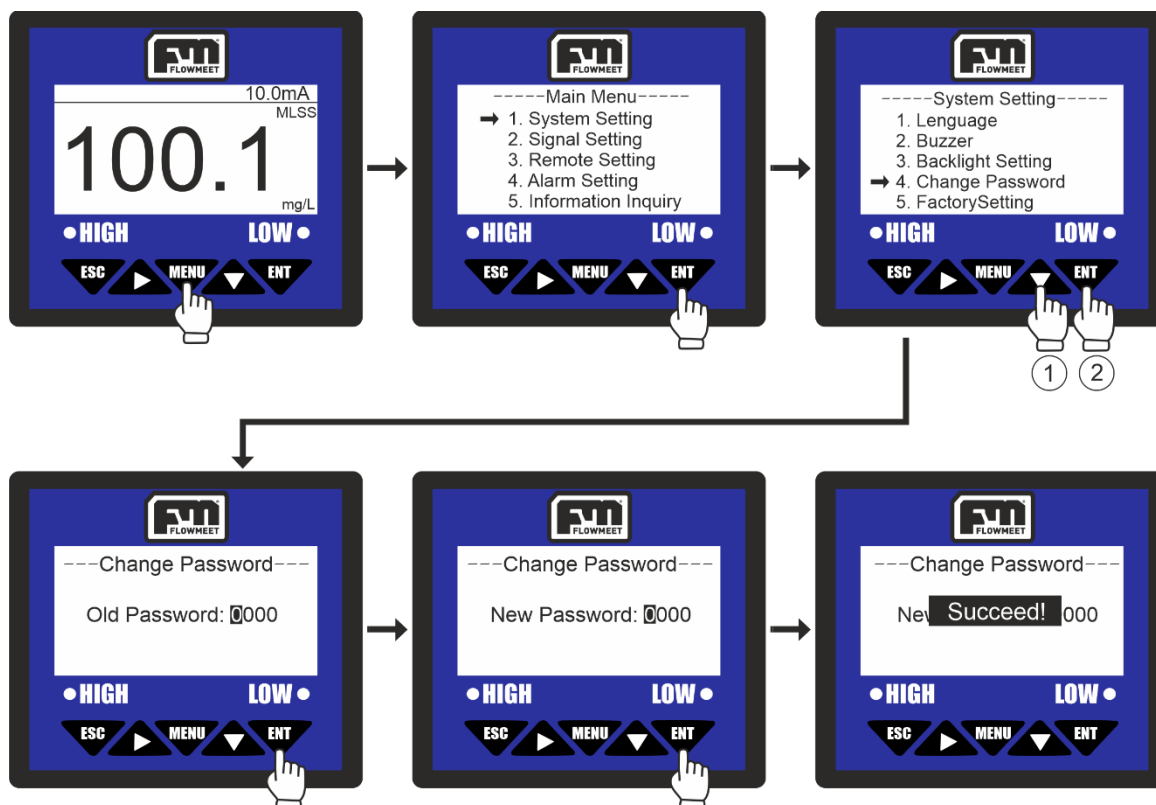 FLOWMEET
10.0mA
MLSS
100.1
mg/L
HIGH LOW
ESC MENU ENT
FLOWMEET
-----Main Menu-----
1. System Setting
2. Signal Setting
3. Remote Setting
4. Alarm Setting
5. Information Inquiry
HIGH LOW
ESC MENU ENT
FLOWMEET
-----System Setting-----
1. Lenguage
2. Buzzer
3. Backlight Setting
4. Change Password
5. FactorySetting
HIGH LOW
ESC MENU ENT
1 2
FLOWMEET
---Change Password---
Old Password: 0000
HIGH LOW
ESC MENU ENT
FLOWMEET
---Change Password---
New Password: 0000
HIGH LOW
ESC MENU ENT
FLOWMEET
---Change Password---
Ne Succeed! 000
HIGH LOW
ESC MENU ENT